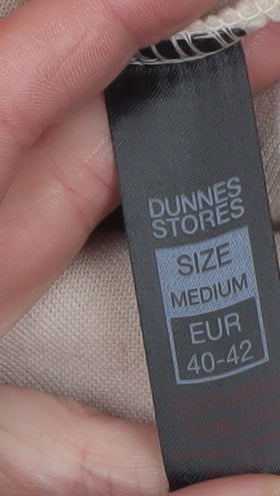 DUNNES
STORES
SIZE
MEDIUM
EUR
40-42